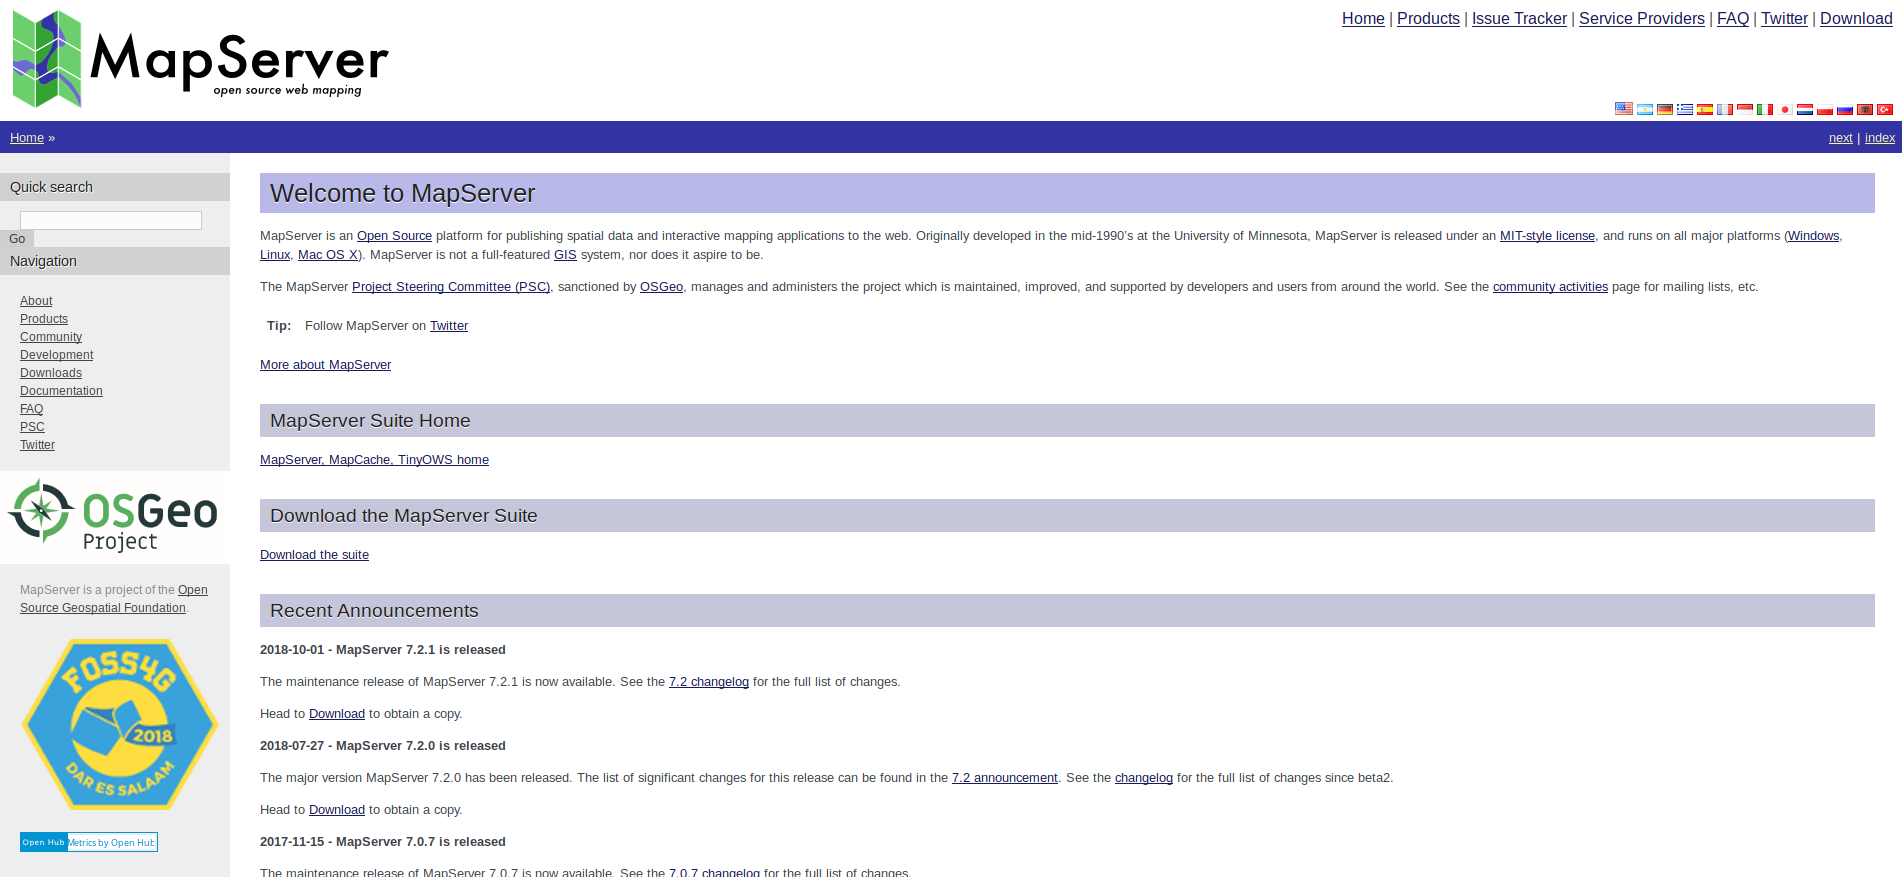 MapServer
open source web mapping
Home | Products | Issue Tracker | Service Providers | FAQ | Twitter | Download
Home »
next | index
Quick search
Go
Navigation
About
Products
Community
Development
Downloads
Documentation
FAQ
PSC
Twitter
OSGeo
Project
MapServer is a project of the Open
Source Geospatial Foundation.
FOSS4G
2018
DAR ES SALAAM
Open Hub Metrics by Open Hub
Welcome to MapServer
MapServer is an Open Source platform for publishing spatial data and interactive mapping applications to the web. Originally developed in the mid-1990's at the University of Minnesota, MapServer is released under an MIT-style license, and runs on all major platforms (Windows,
Linux, Mac OS X). MapServer is not a full-featured GIS system, nor does it aspire to be.
The MapServer Project Steering Committee (PSC), sanctioned by OSGeo, manages and administers the project which is maintained, improved, and supported by developers and users from around the world. See the community activities page for mailing lists, etc.
Tip: Follow MapServer on Twitter
More about MapServer
MapServer Suite Home
MapServer, MapCache, TinyOWS home
Download the MapServer Suite
Download the suite
Recent Announcements
2018-10-01 - MapServer 7.2.1 is released
The maintenance release of MapServer 7.2.1 is now available. See the 7.2 changelog for the full list of changes.
Head to Download to obtain a copy.
2018-07-27 - MapServer 7.2.0 is released
The major version MapServer 7.2.0 has been released. The list of significant changes for this release can be found in the 7.2 announcement. See the changelog for the full list of changes since beta2.
Head to Download to obtain a copy.
2017-11-15 - MapServer 7.0.7 is released
The maintenance release of MapServer 7.0.7 is now available. See the 7.0.7 changelog for the full list of changes.